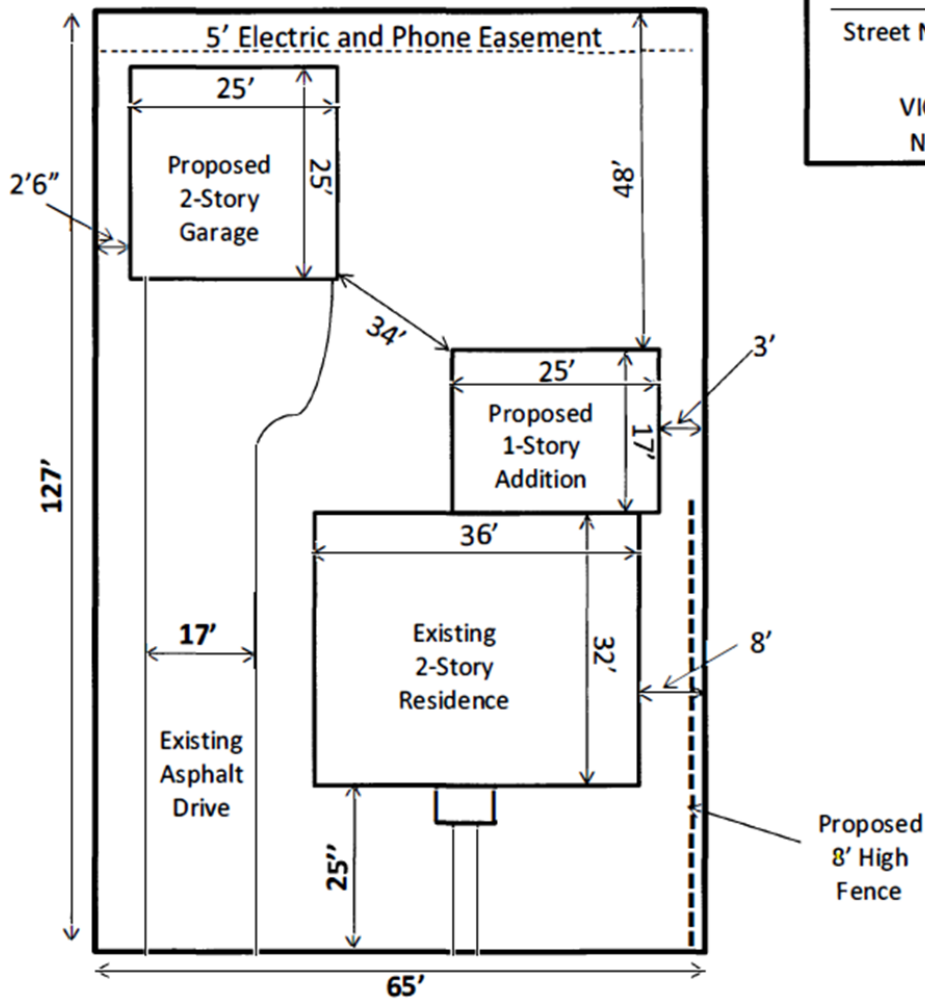 Street N
VIC
N
5’ Electric and Phone Easement
25’
25’
Proposed
2-Story
Garage
2’6”
48’
34’
3’
25’
17’
Proposed
1-Story
Addition
127’
36’
32’
Existing
2-Story
Residence
17’
8’
Existing
Asphalt
Drive
25’’
Proposed
8’ High
Fence
65’